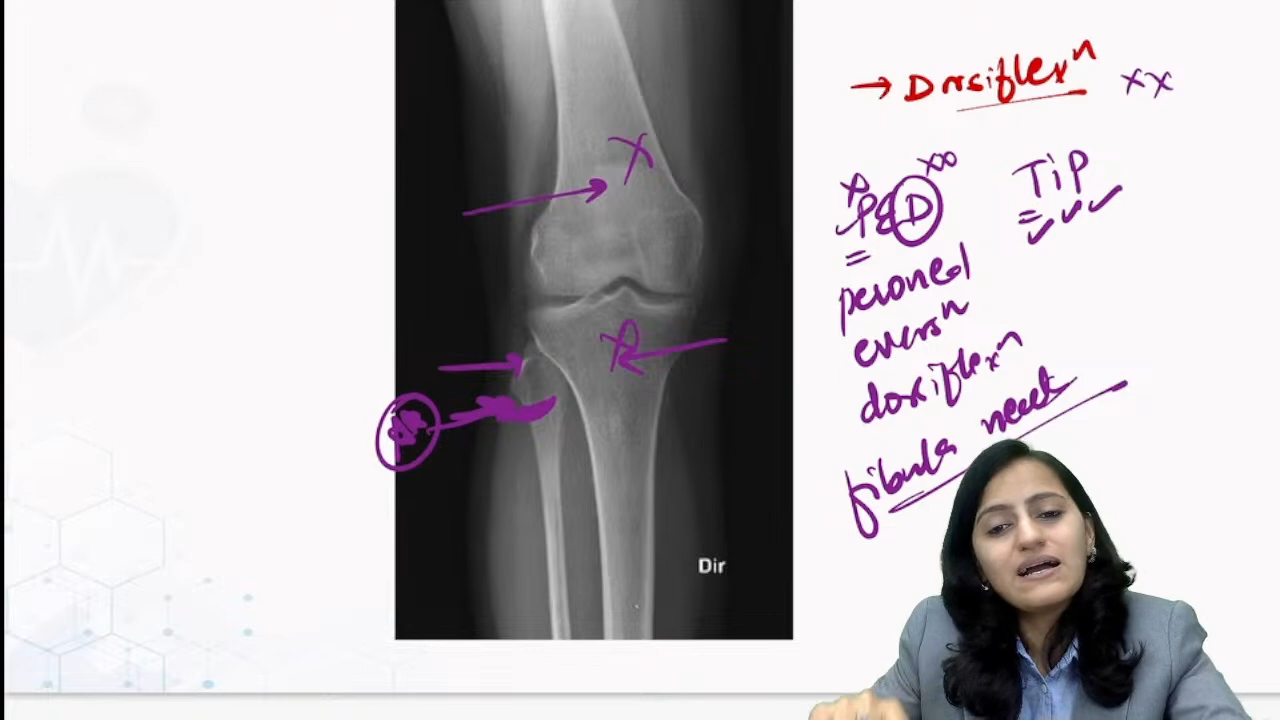 → Dorsiflexⁿ xx
PED TiP
peroneal
eversⁿ
dorsiflexⁿ
fibula neck
Dir